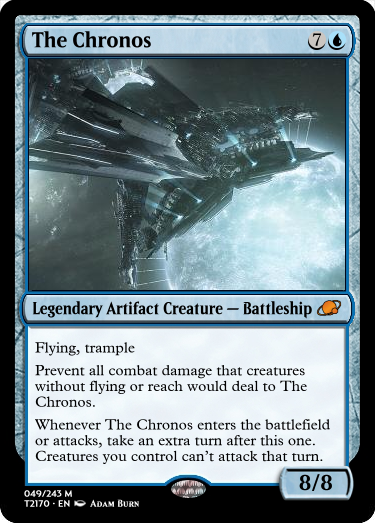 The Chronos 7
Legendary Artifact Creature — Battleship
Flying, trample
Prevent all combat damage that creatures
without flying or reach would deal to The
Chronos.
Whenever The Chronos enters the battlefield
or attacks, take an extra turn after this one.
Creatures you control can't attack that turn.
8/8
049/243 M
T2170 • EN Adam Burn